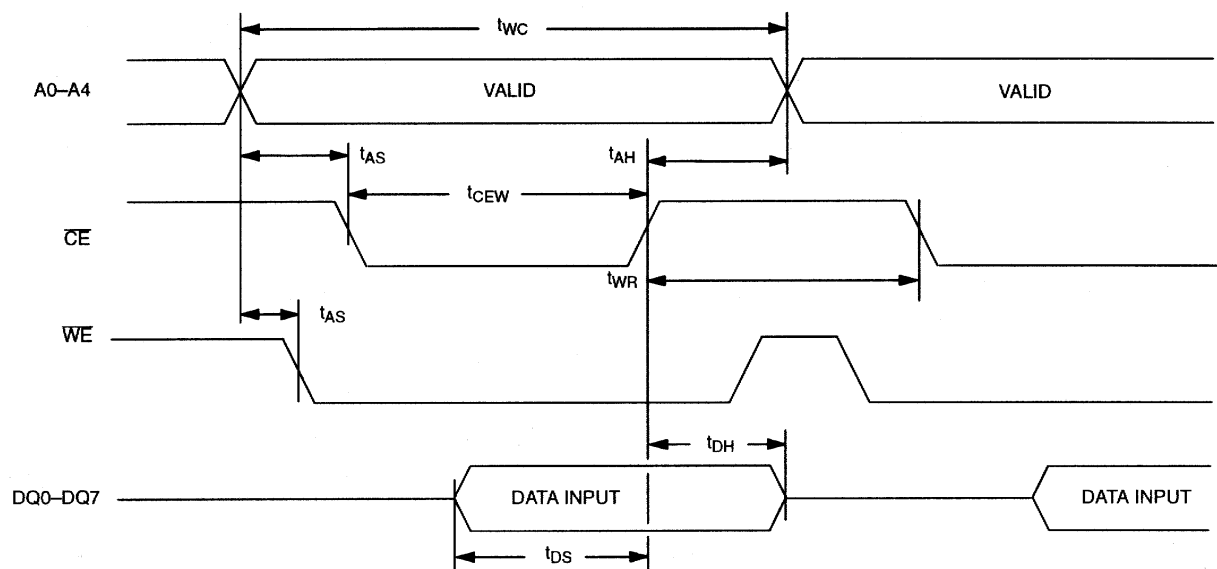 tWC
A0–A4 VALID VALID
tAS tAH
tCEW
CE
tWR
tAS
WE
tDH
DQ0–DQ7 DATA INPUT DATA INPUT
tDS